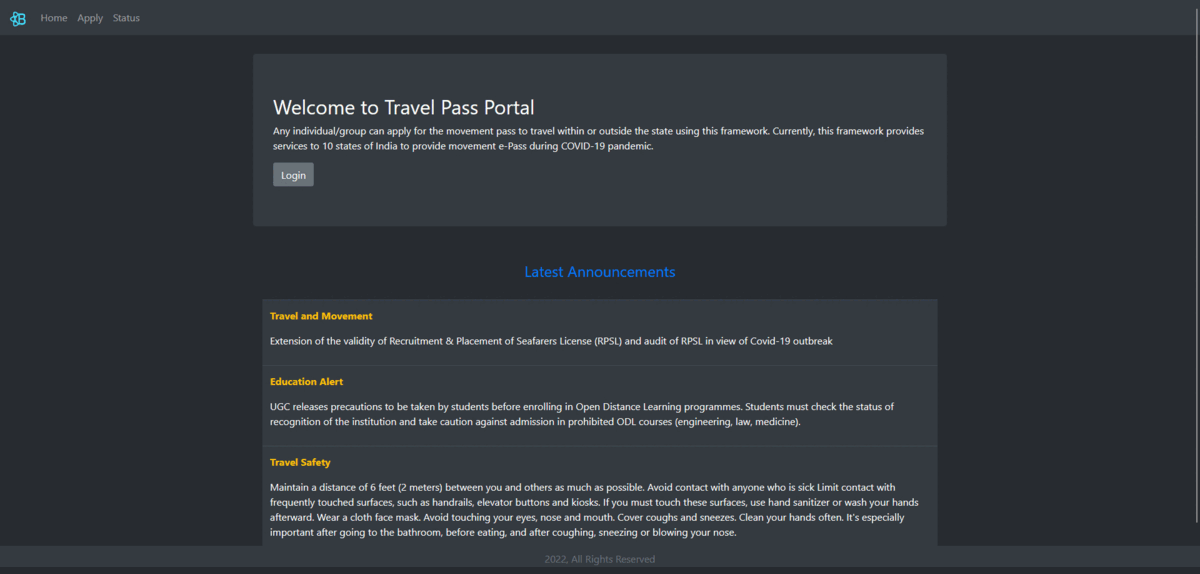 Home Apply Status
Welcome to Travel Pass Portal
Any individual/group can apply for the movement pass to travel within or outside the state using this framework. Currently, this framework provides
services to 10 states of India to provide movement e-Pass during COVID-19 pandemic.
Login
Latest Announcements
Travel and Movement
Extension of the validity of Recruitment & Placement of Seafarers License (RPSL) and audit of RPSL in view of Covid-19 outbreak
Education Alert
UGC releases precautions to be taken by students before enrolling in Open Distance Learning programmes. Students must check the status of
recognition of the institution and take caution against admission in prohibited ODL courses (engineering, law, medicine).
Travel Safety
Maintain a distance of 6 feet (2 meters) between you and others as much as possible. Avoid contact with anyone who is sick Limit contact with
frequently touched surfaces, such as handrails, elevator buttons and kiosks. If you must touch these surfaces, use hand sanitizer or wash your hands
afterward. Wear a cloth face mask. Avoid touching your eyes, nose and mouth. Cover coughs and sneezes. Clean your hands often. It's especially
important after going to the bathroom, before eating, and after coughing, sneezing or blowing your nose.
2022, All Rights Reserved